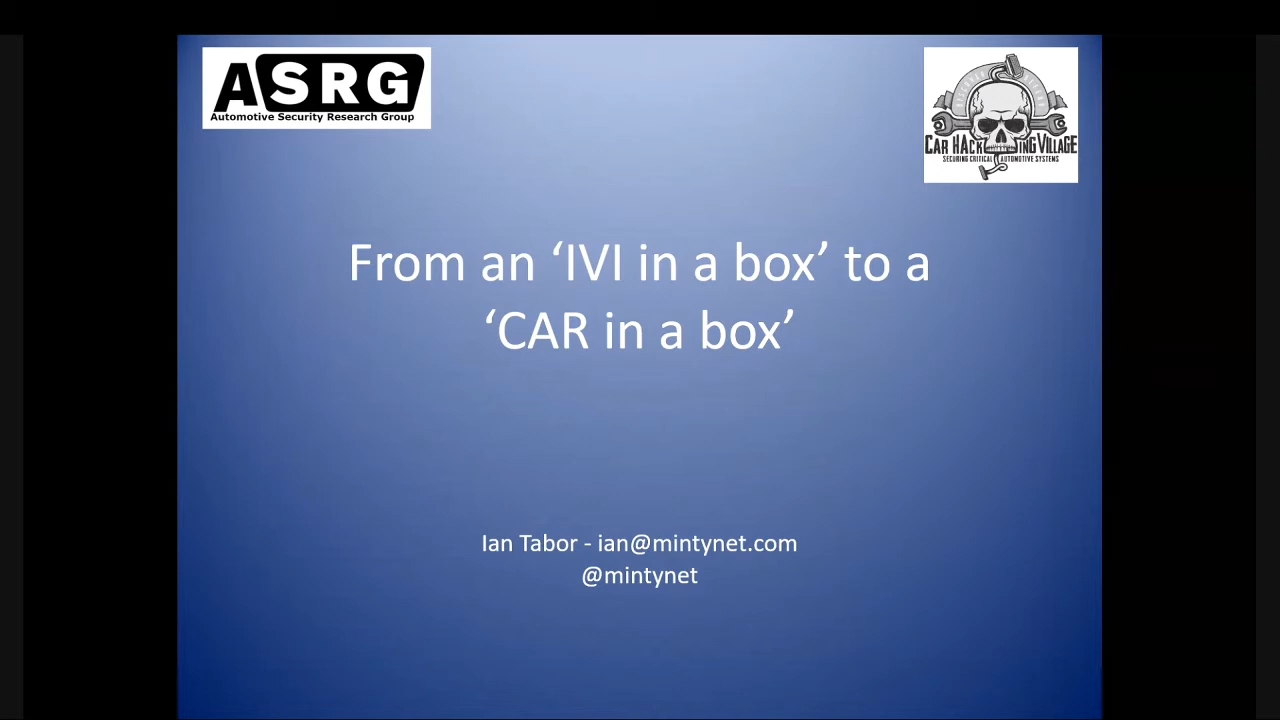 ASRG
Automotive Security Research Group
CAR HACKING VILLAGE
SECURING CRITICAL AUTOMOTIVE SYSTEMS
From an ‘IVI in a box’ to a
‘CAR in a box’
Ian Tabor - ian@mintynet.com
@mintynet